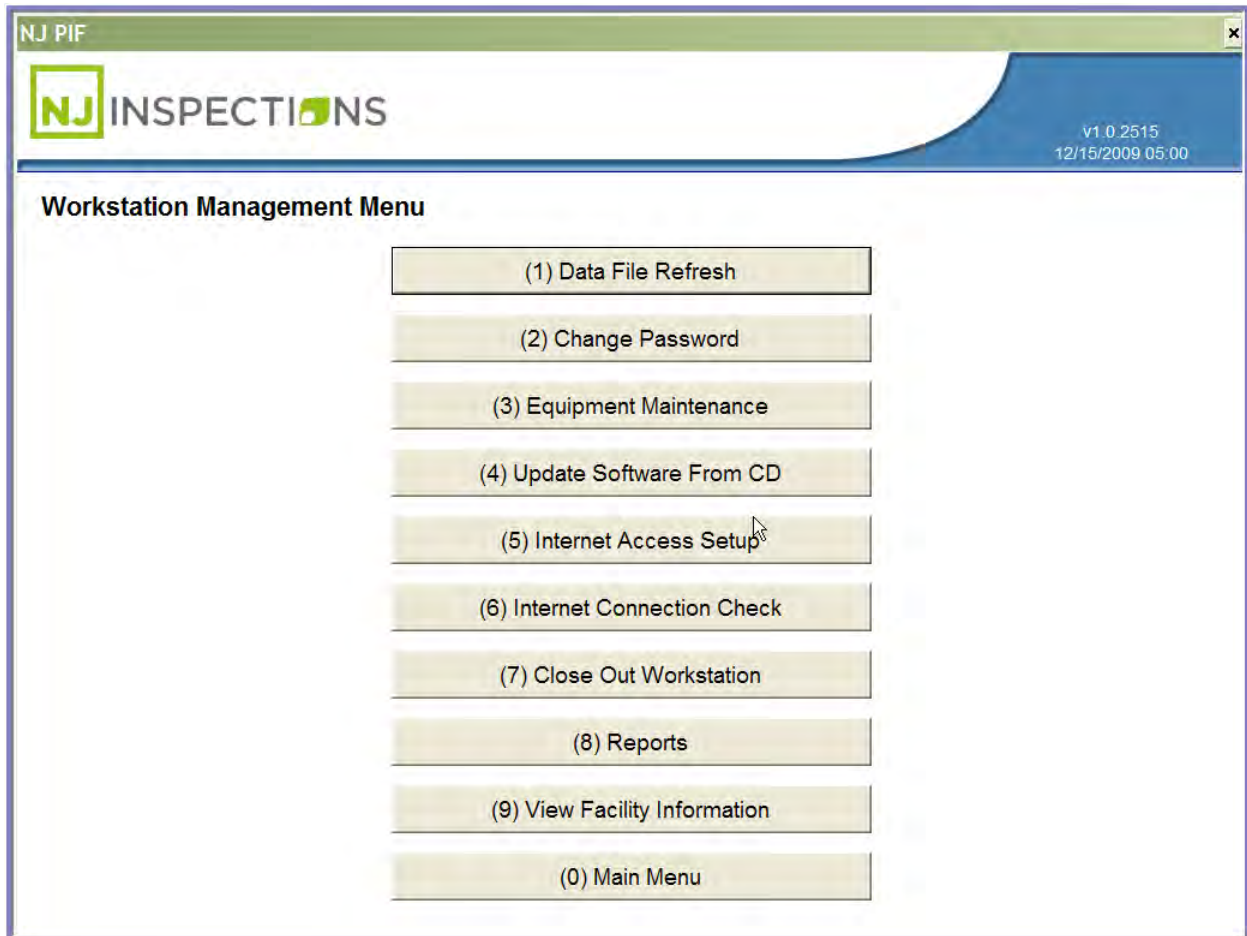 NJ PIF
NJ INSPECTIONS
v1.0.2515
12/15/2009 05:00
Workstation Management Menu
(1) Data File Refresh
(2) Change Password
(3) Equipment Maintenance
(4) Update Software From CD
(5) Internet Access Setup
(6) Internet Connection Check
(7) Close Out Workstation
(8) Reports
(9) View Facility Information
(0) Main Menu